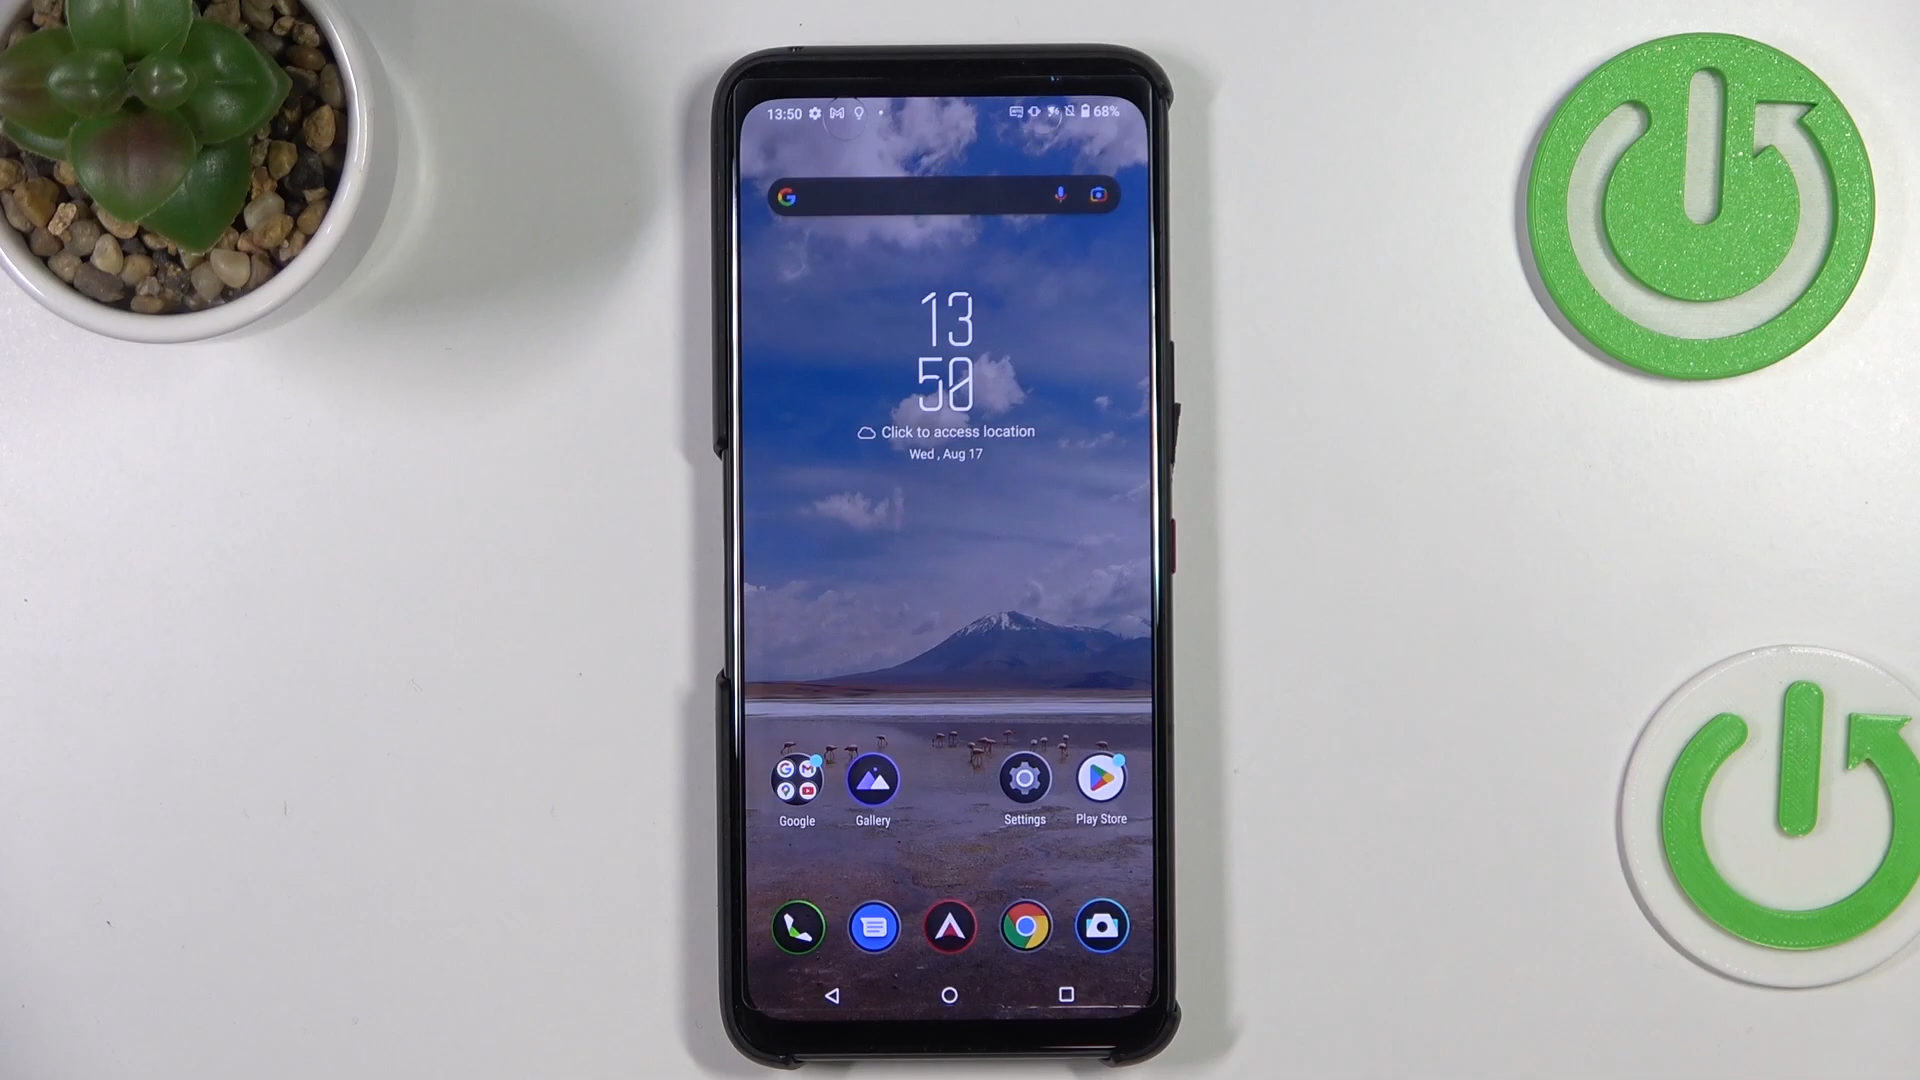 13:50
68%
13
50
Click to access location
Wed , Aug 17
Google
Gallery
Settings
Play Store